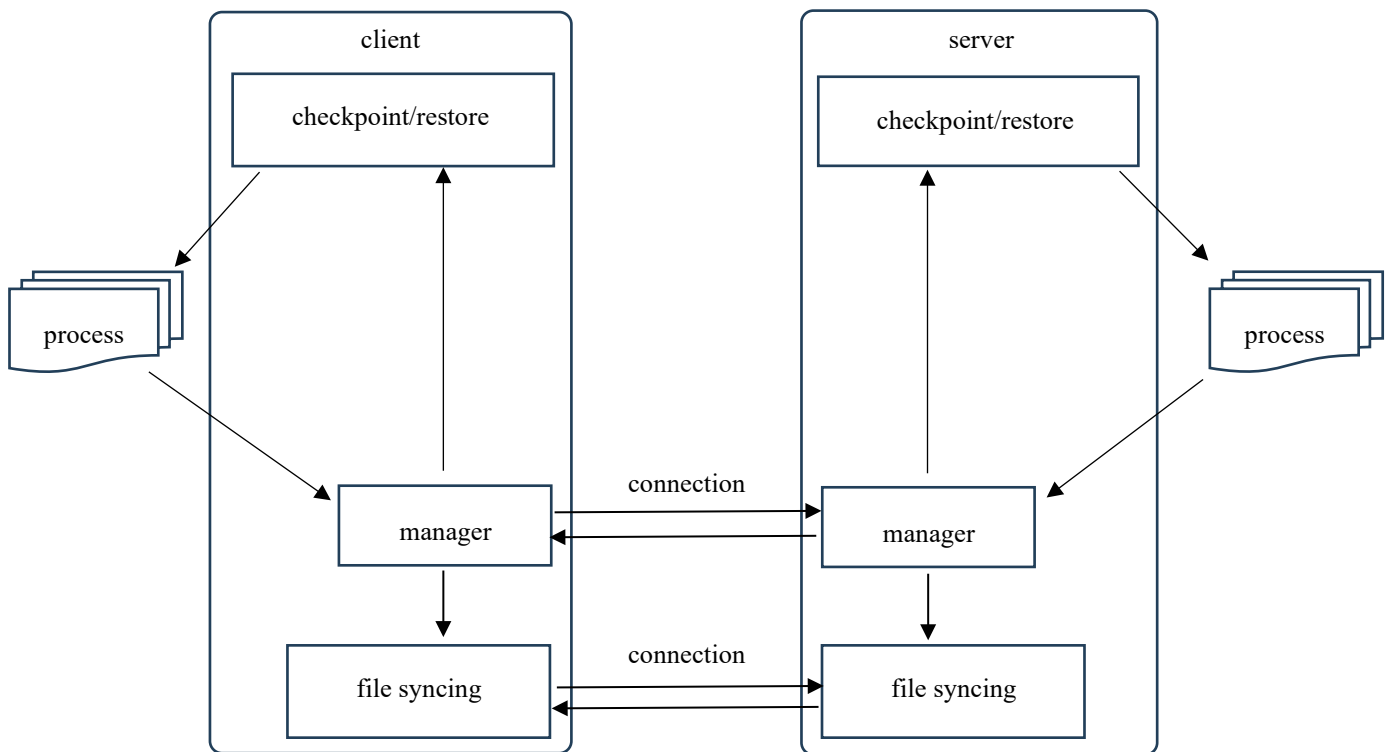 client
server
checkpoint/restore
checkpoint/restore
process
process
connection
manager
manager
connection
file syncing
file syncing